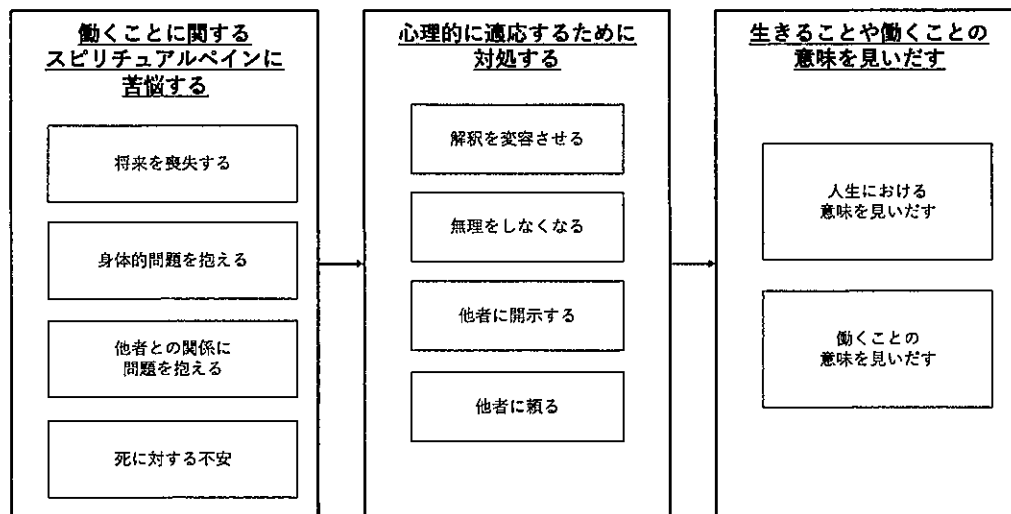 働くことに関する
スピリチュアルペインに
苦悩する
将来を喪失する
身体的問題を抱える
他者との関係に
問題を抱える
死に対する不安
心理的に適応するために
対処する
解釈を変容させる
無理をしなくなる
他者に開示する
他者に頼る
生きることや働くことの
意味を見いだす
人生における
意味を見いだす
働くことの
意味を見いだす